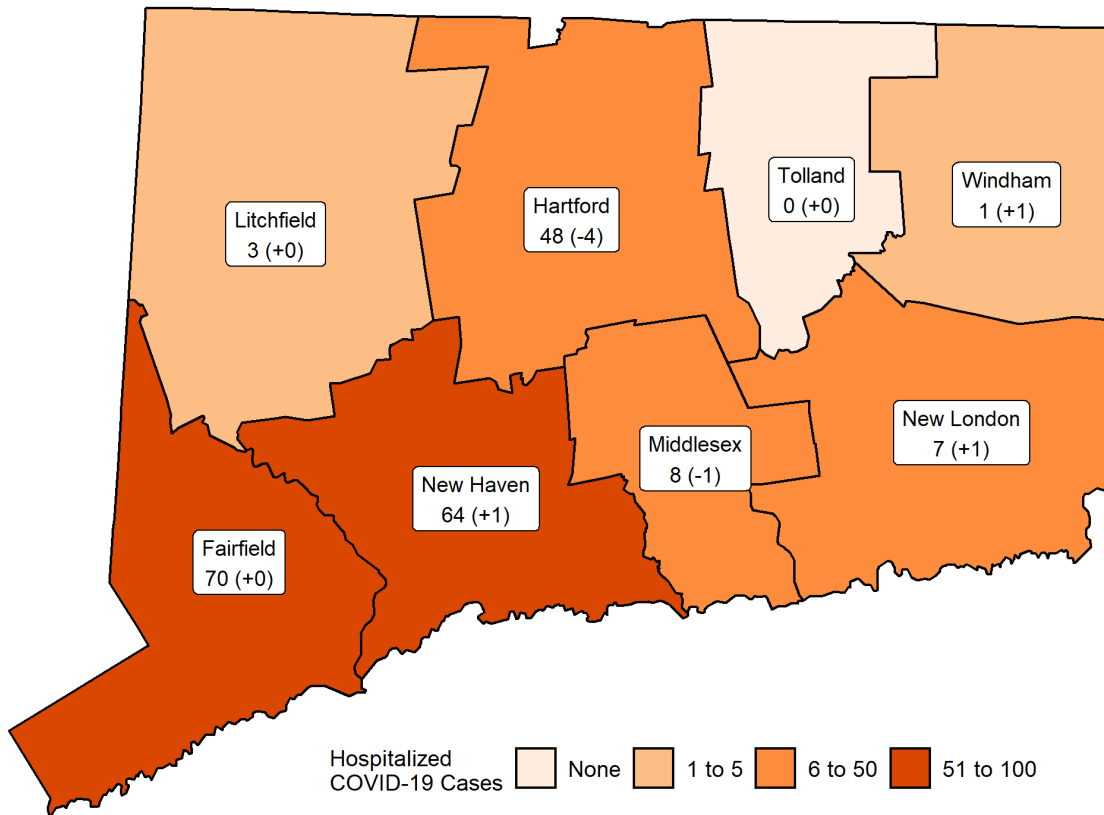 Tolland
0 (+0)
Windham
1 (+1)
Litchfield
3 (+0)
Hartford
48 (-4)
New London
7 (+1)
Middlesex
8 (-1)
New Haven
64 (+1)
Fairfield
70 (+0)
Hospitalized
COVID-19 Cases
None
1 to 5
6 to 50
51 to 100